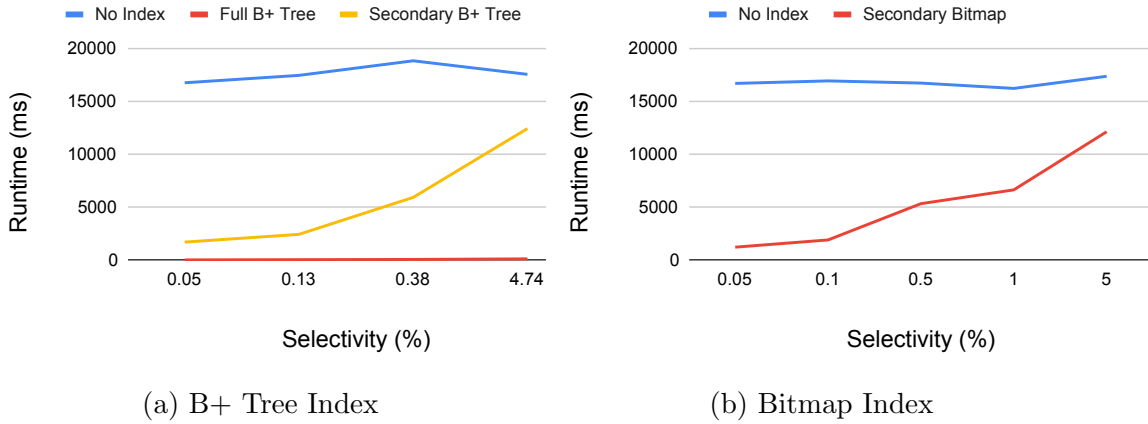 No Index Full B+ Tree Secondary B+ Tree
20000
15000
10000
5000
0
Runtime (ms)
0.05 0.13 0.38 4.74
Selectivity (%)
(a) B+ Tree Index
No Index Secondary Bitmap
20000
15000
10000
5000
0
Runtime (ms)
0.05 0.1 0.5 1 5
Selectivity (%)
(b) Bitmap Index